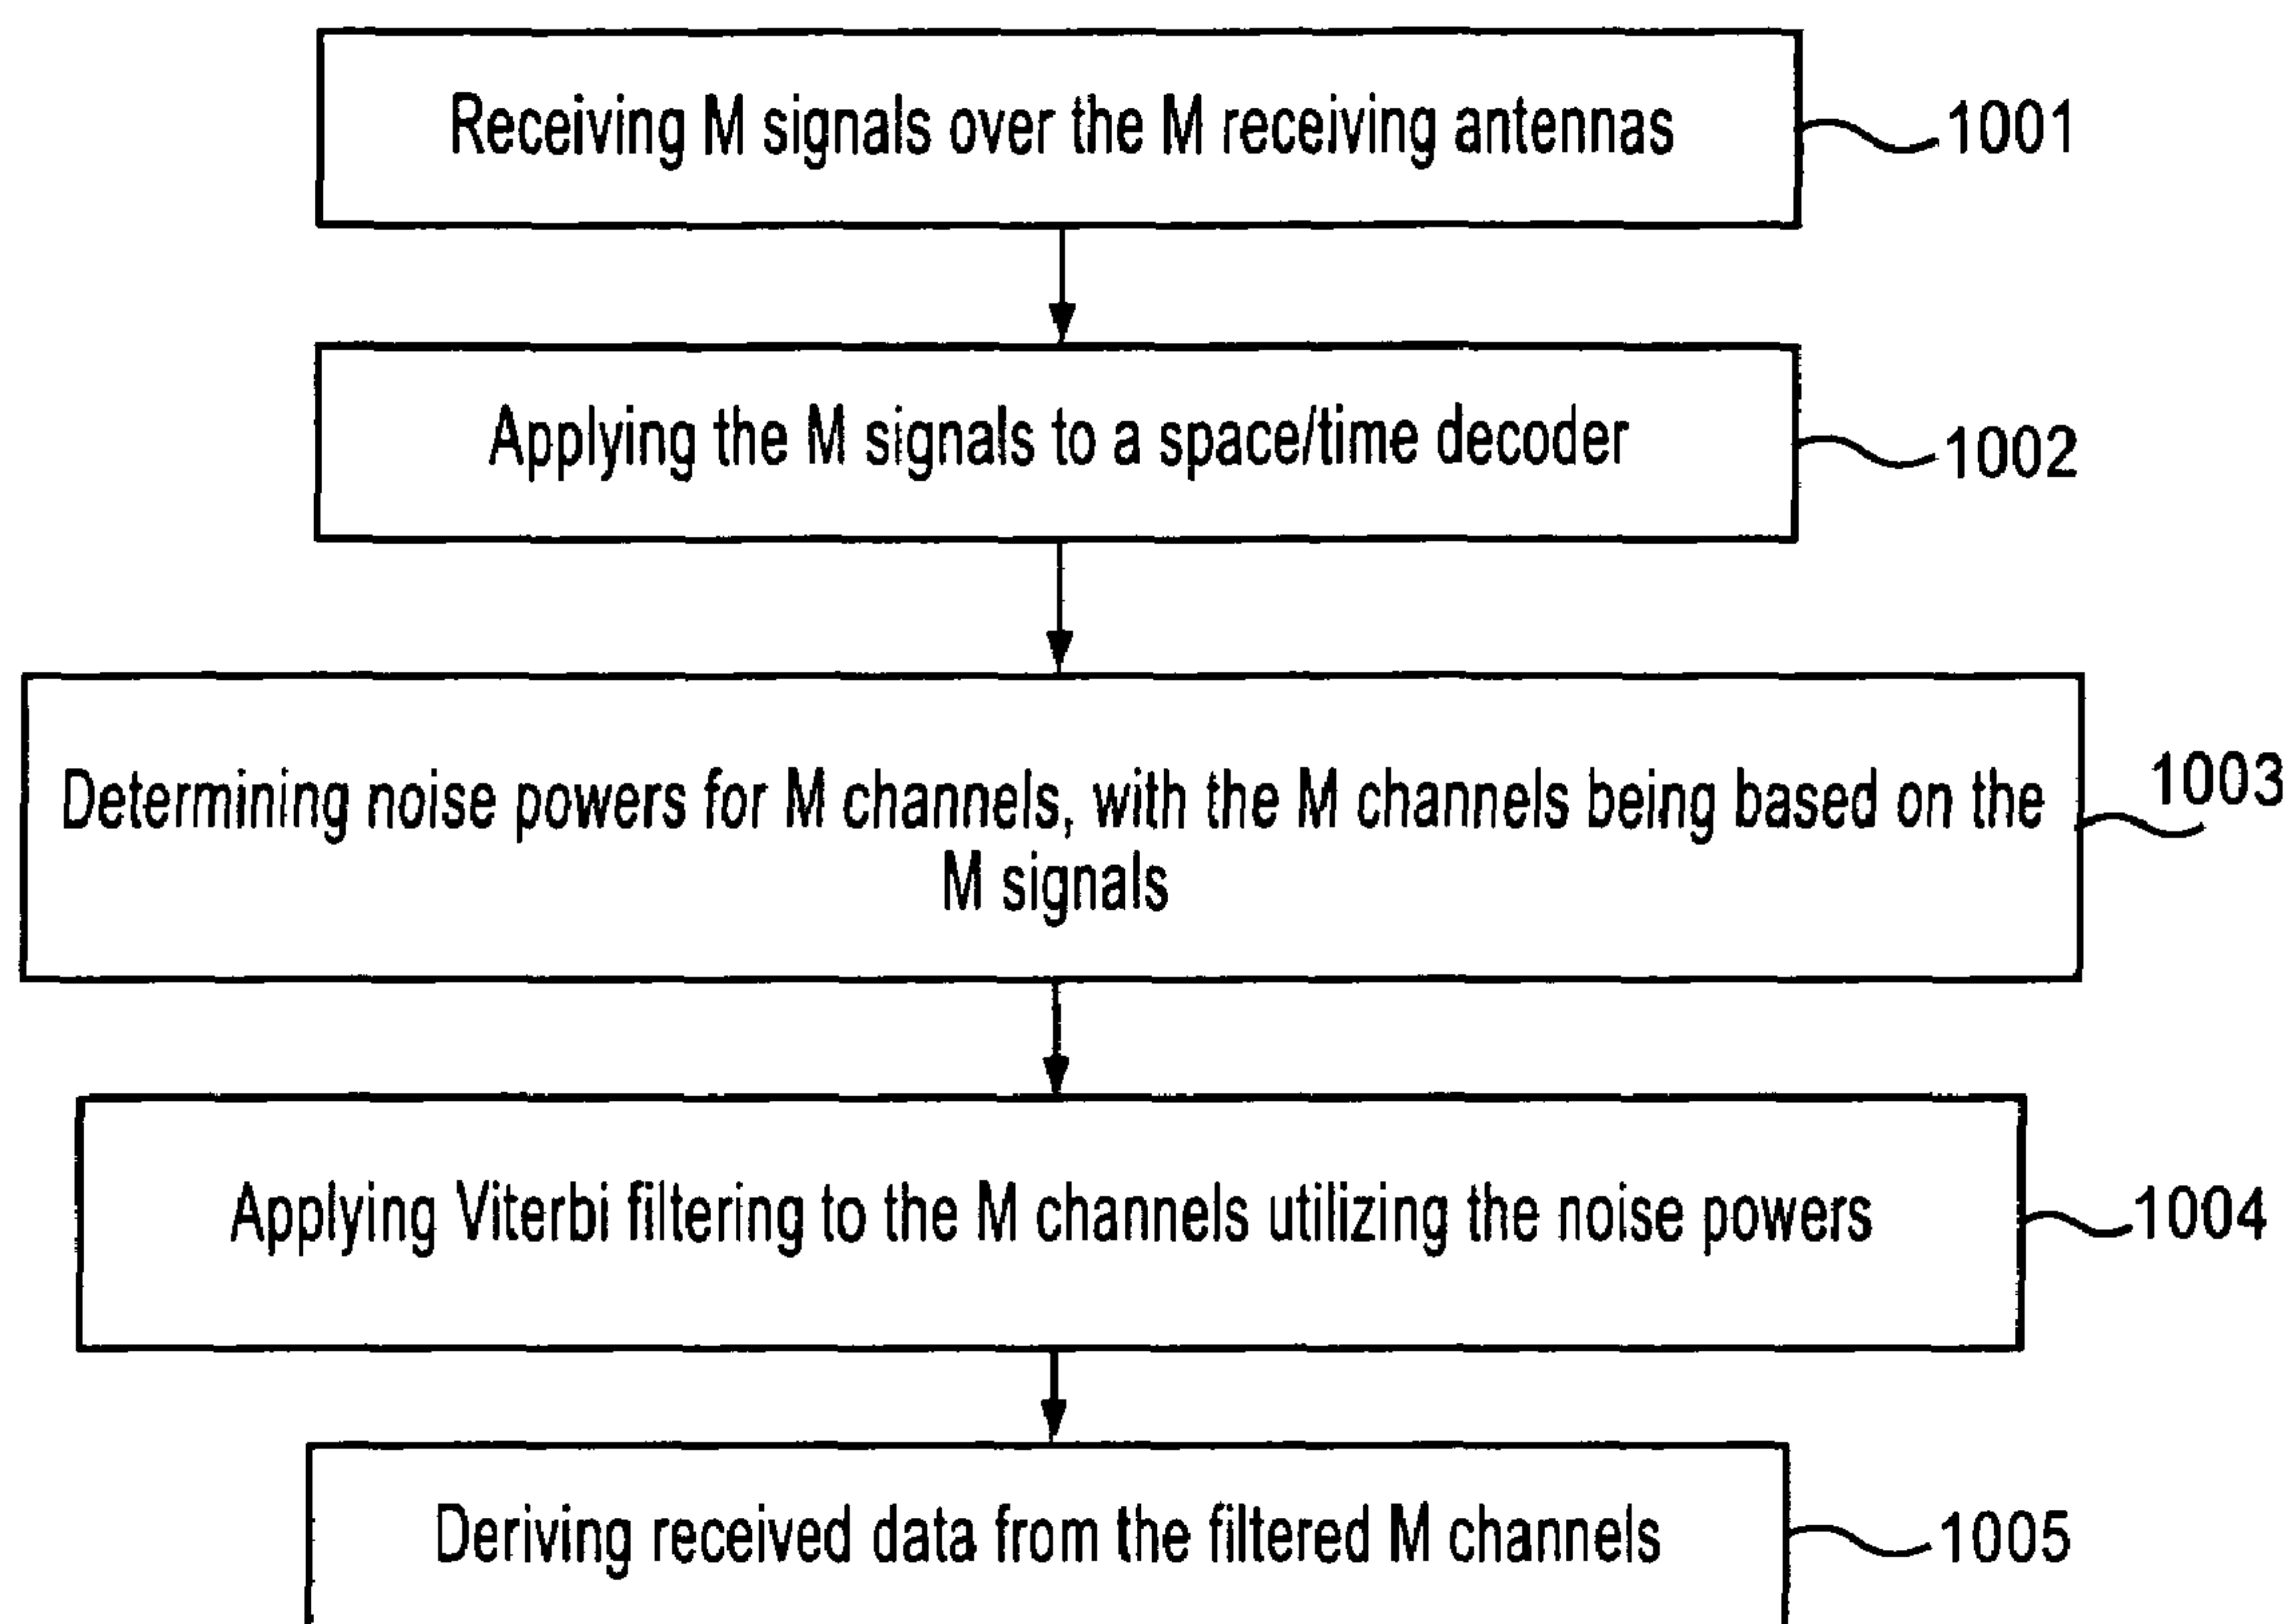 Receiving M signals over the M receiving antennas
1001
Applying the M signals to a space/time decoder
1002
Determining noise powers for M channels, with the M channels being based on the
M signals
1003
Applying Viterbi filtering to the M channels utilizing the noise powers
1004
Deriving received data from the filtered M channels
1005